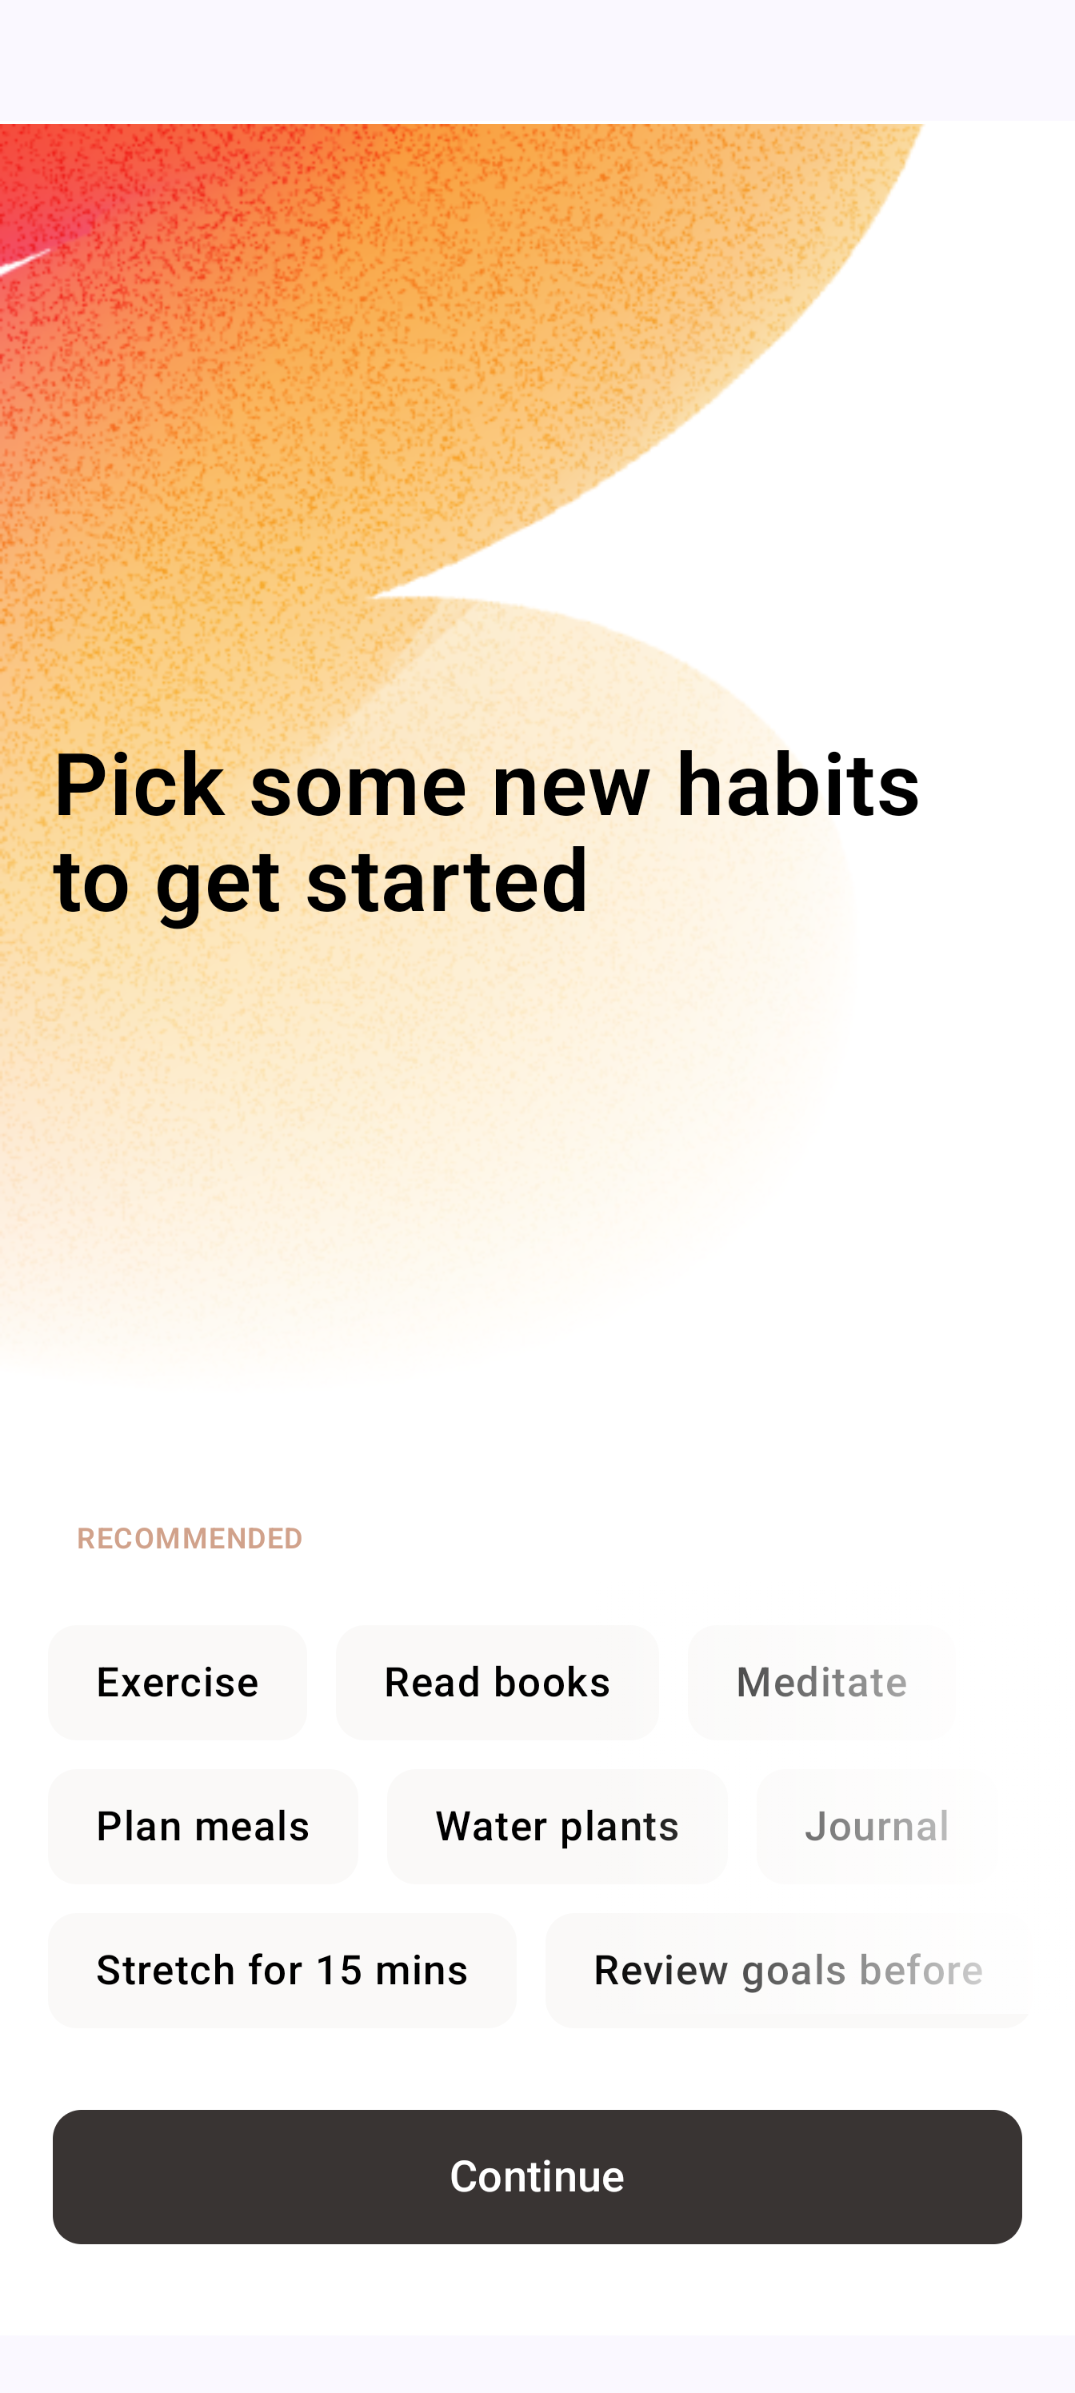 Pick some new habits
to get started
RECOMMENDED
Exercise
Read books
Meditate
Plan meals
Water plants
Journal
Stretch for 15 mins
Review goals before
Continue